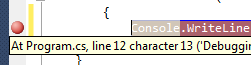 {
Console.WriteLine
At Program.cs, line 12 character 13 ('Debugging
}